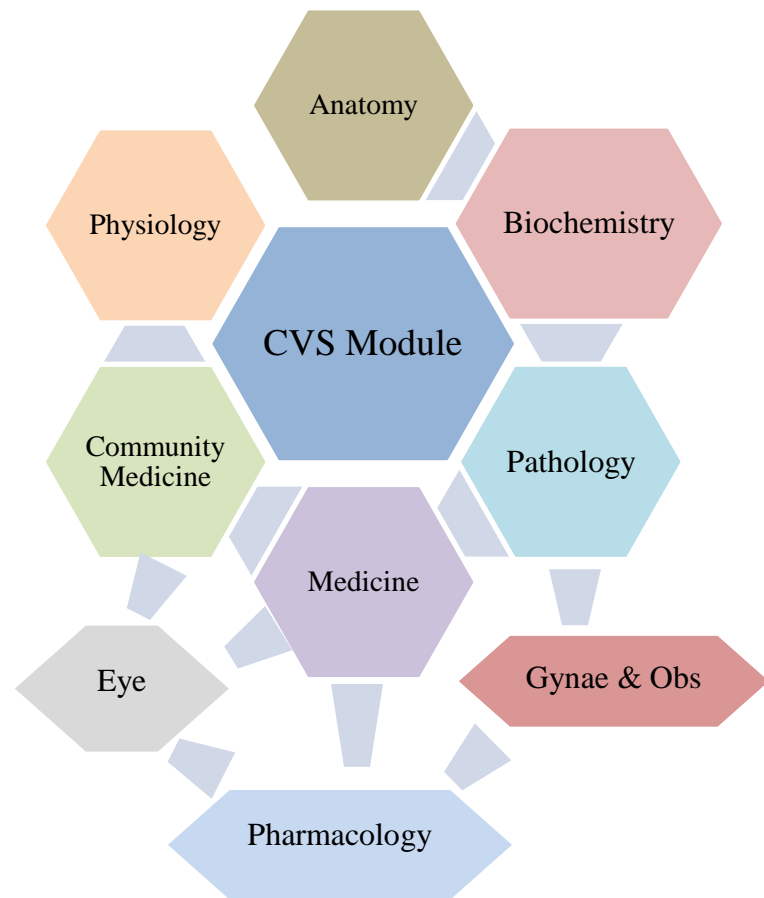 Anatomy
Physiology
Biochemistry
CVS Module
Community
Medicine
Pathology
Medicine
Eye
Gynae & Obs
Pharmacology